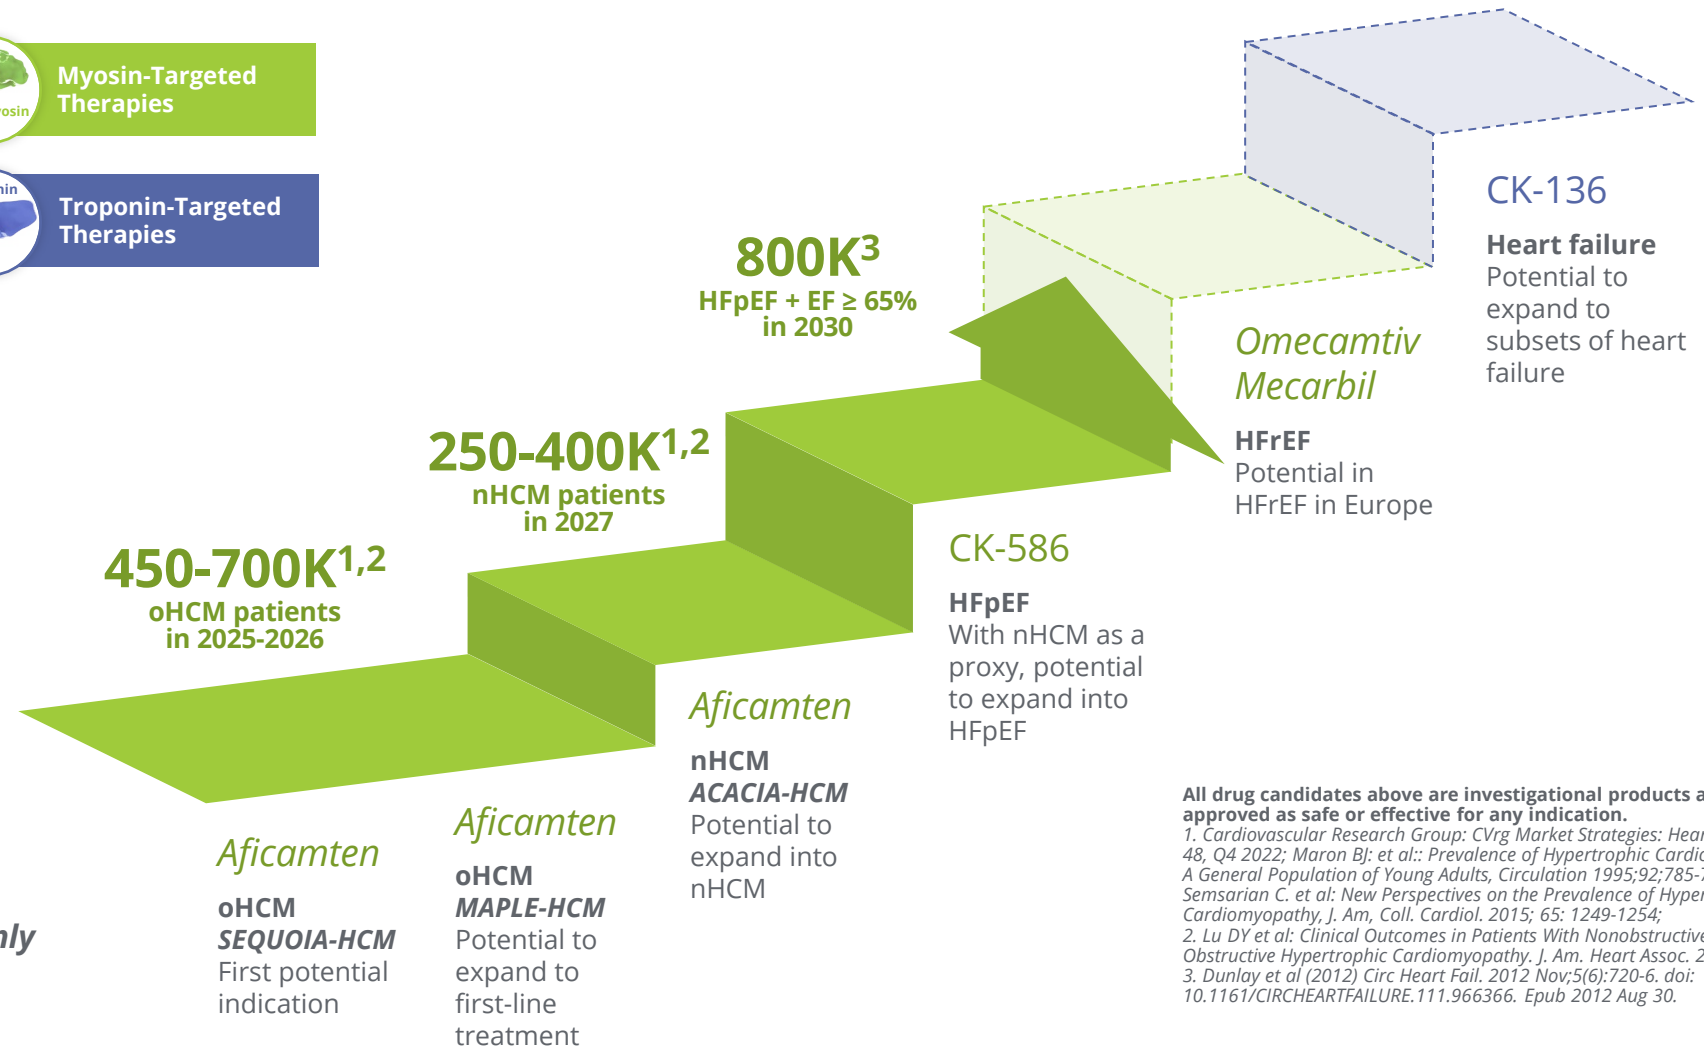 Myosin-Targeted
Therapies
Troponin-Targeted
Therapies
800K3
HFpEF + EF ≥ 65%
in 2030
250-400K1,2
nHCM patients
in 2027
450-700K1,2
oHCM patients
in 2025-2026
CK-136
Heart failure
Potential to
expand to
subsets of heart
failure
Omecamtiv
Mecarbil
HFrEF
Potential in
HFrEF in Europe
CK-586
HFpEF
With nHCM as a
proxy, potential
to expand into
HFpEF
Aficamten
nHCM
ACACIA-HCM
Potential to
expand into
nHCM
Aficamten
oHCM
MAPLE-HCM
Potential to
expand to
first-line
treatment
Aficamten
oHCM
SEQUOIA-HCM
First potential
indication
All drug candidates above are investigational products
approved as safe or effective for any indication.
1. Cardiovascular Research Group: CVrg Market Strategies:
48, Q4 2022; Maron BJ: et al:: Prevalence of Hypertrophic
A General Population of Young Adults, Circulation 1995;92;785-
Semsarian C. et al: New Perspectives on the Prevalence of
Cardiomyopathy, J. Am, Coll. Cardiol. 2015; 65: 1249-1254;
2. Lu DY et al: Clinical Outcomes in Patients With Nonobstructive
Obstructive Hypertrophic Cardiomyopathy. J. Am. Heart Assoc.
3. Dunlay et al (2012) Circ Heart Fail. 2012 Nov;5(6):720-6. doi:
10.1161/CIRCHEARTFAILURE.111.966366. Epub 2012 Aug 30.